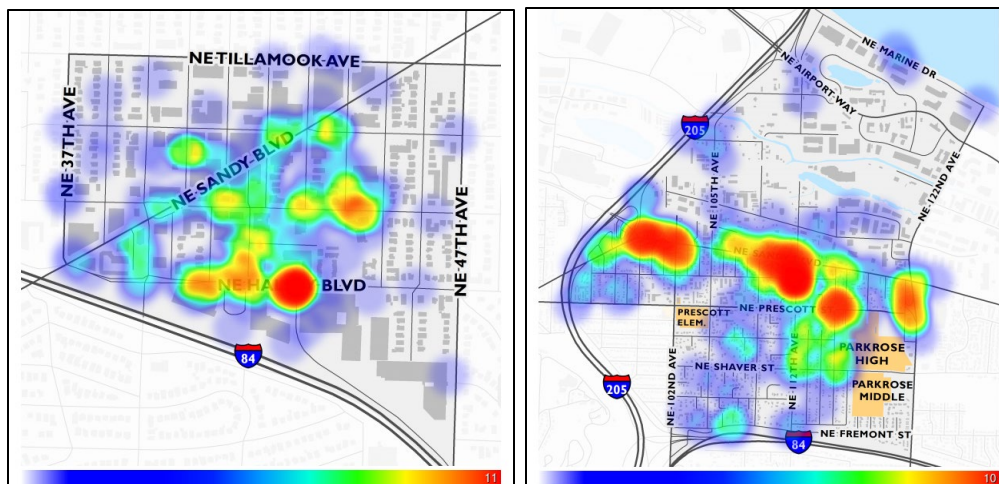 NE TILLAMOOK AVE
NE 37TH AVE
NE SANDY BLVD
NE 47TH AVE
NE HA
BLVD
84
11
NE MARINE DR
NE AIRPORT WAY
205
NE 105TH AVE
NE 122ND AVE
NE PRESCOTT
PRESCOTT
ELEM.
PARKROSE
HIGH
NE SHAVER ST
NE 112TH AVE
NE 102ND AVE
PARKROSE
MIDDLE
205
NE FREMONT ST
84
10